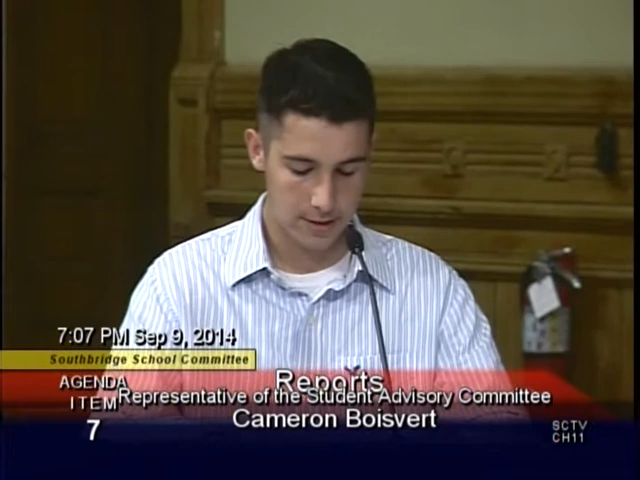 7:07 PM Sep 9, 2014
Southbridge School Committee
AGENDA
ITEM
7
Reports
Representative of the Student Advisory Committee
Cameron Boisvert
SCTV
CH11